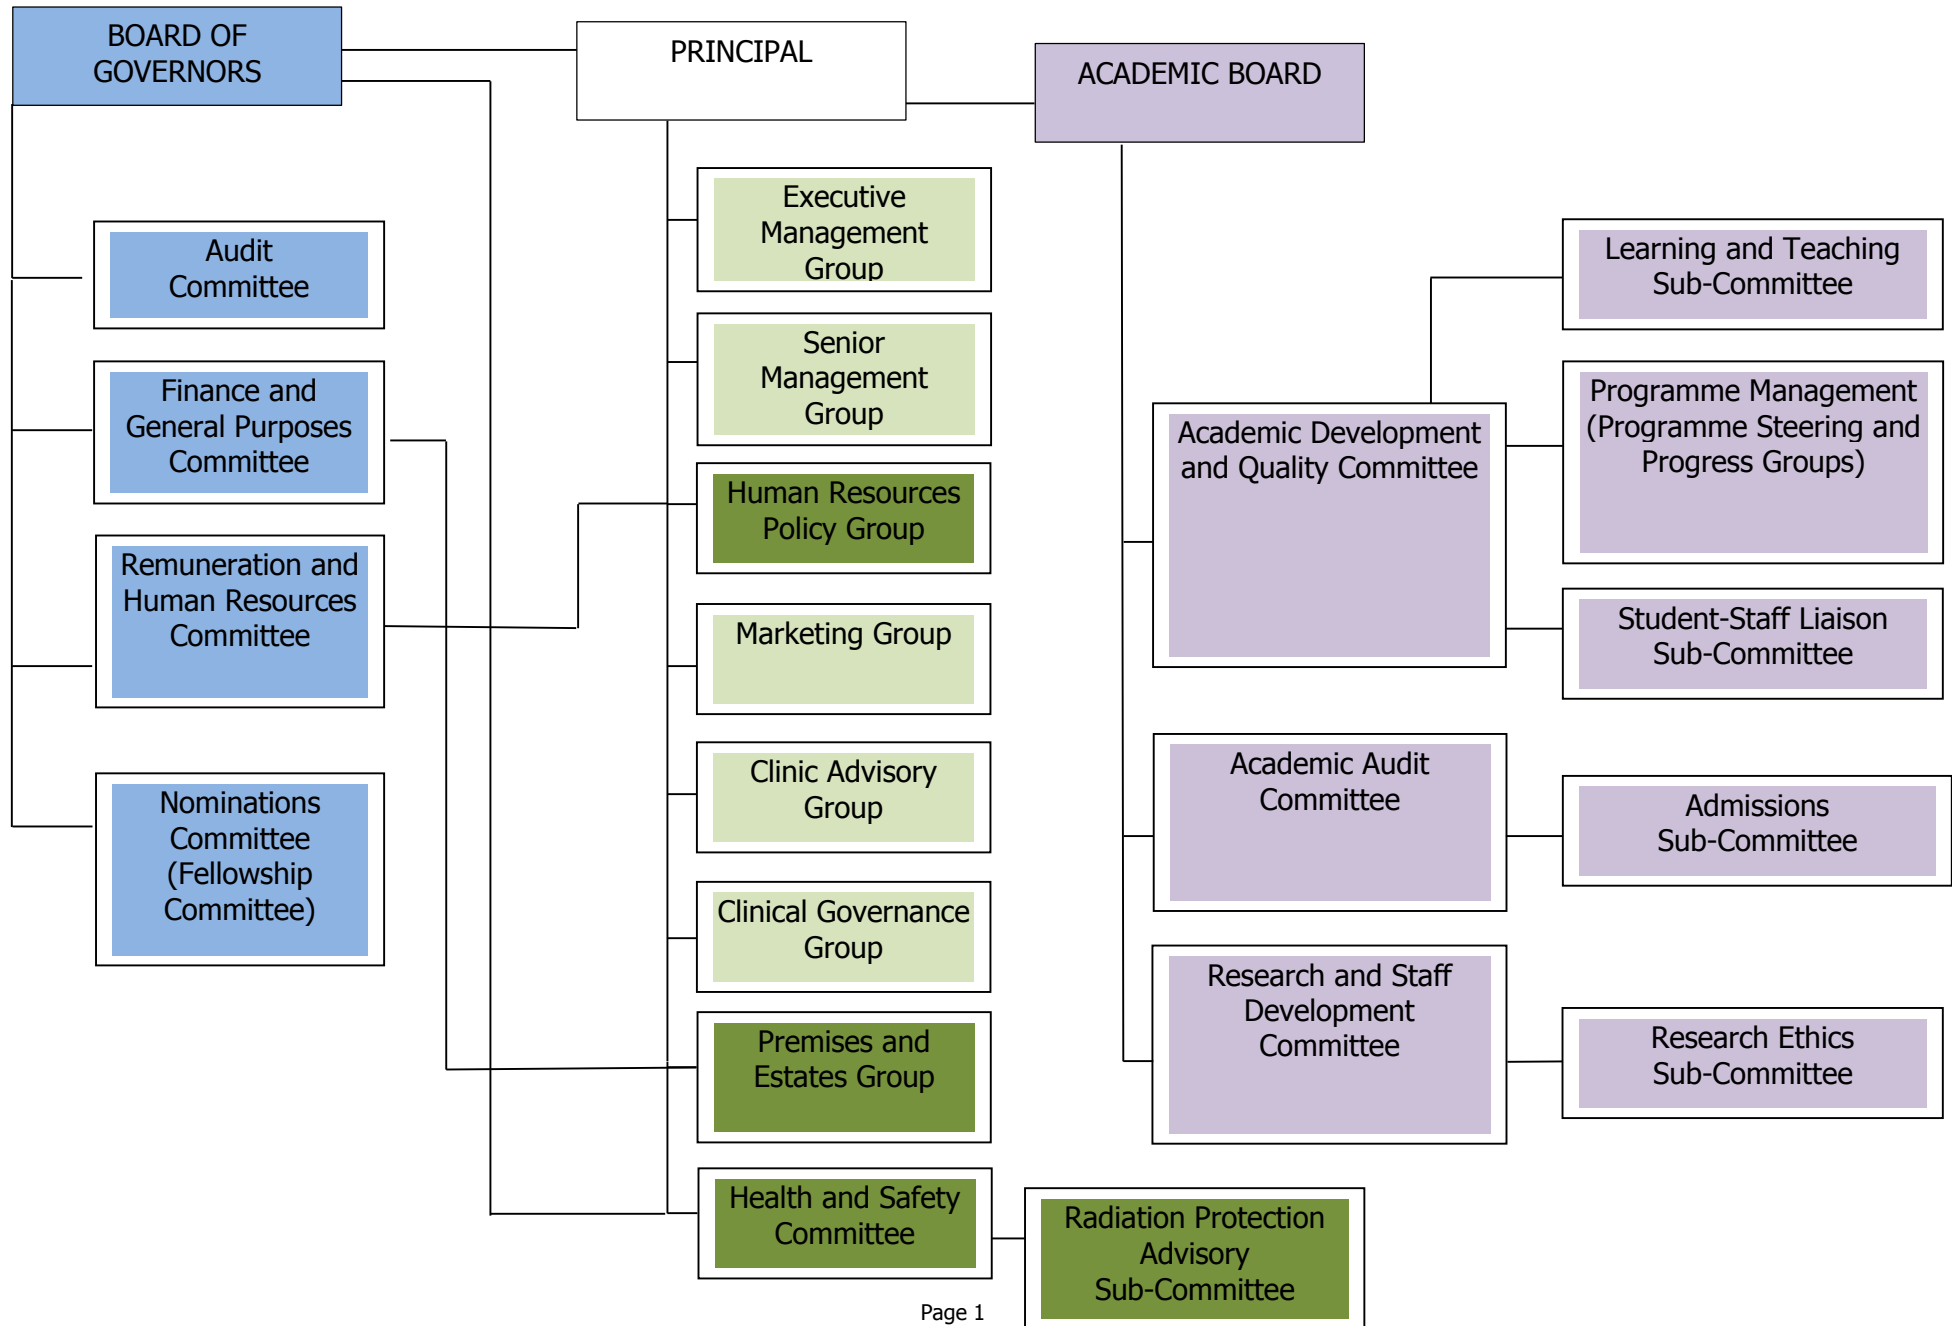 BOARD OF
GOVERNORS
PRINCIPAL
ACADEMIC BOARD
Audit
Committee
Finance and
General Purposes
Committee
Remuneration and
Human Resources
Committee
Nominations
Committee
(Fellowship
Committee)
Executive
Management
Group
Senior
Management
Group
Human Resources
Policy Group
Marketing Group
Clinic Advisory
Group
Clinical Governance
Group
Premises and
Estates Group
Health and Safety
Committee
Radiation Protection
Advisory
Sub-Committee
Academic Development
and Quality Committee
Academic Audit
Committee
Research and Staff
Development
Committee
Learning and Teaching
Sub-Committee
Programme Management
(Programme Steering and
Progress Groups)
Student-Staff Liaison
Sub-Committee
Admissions
Sub-Committee
Research Ethics
Sub-Committee
Page 1